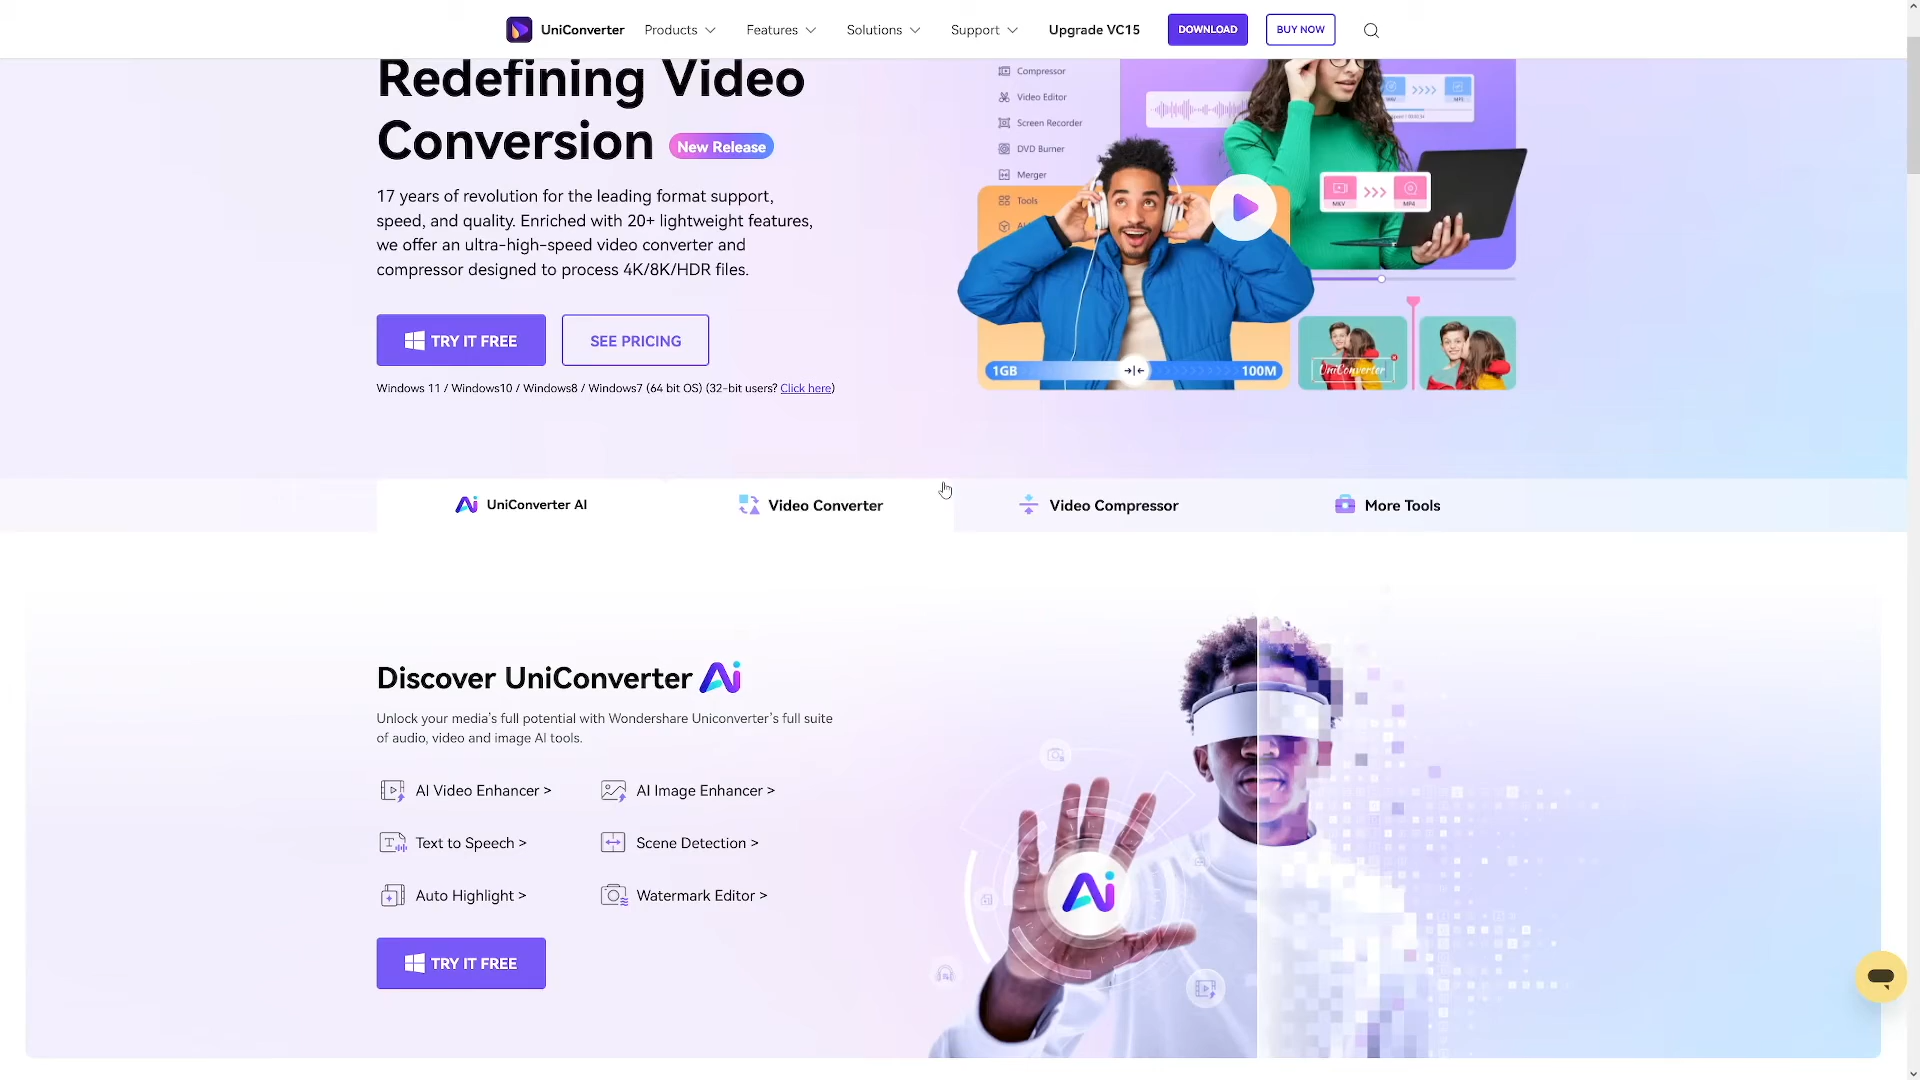 UniConverter Products Features Solutions Support Upgrade VC15 DOWNLOAD BUY NOW
Redefining Video
Conversion New Release
17 years of revolution for the leading format support,
speed, and quality. Enriched with 20+ lightweight features,
we offer an ultra-high-speed video converter and
compressor designed to process 4K/8K/HDR files.
TRY IT FREE SEE PRICING
Windows 11 / Windows10 / Windows8 / Windows7 (64 bit OS) (32-bit users? Click here)
Compressor
Video Editor
Screen Recorder
DVD Burner
Merger
Tools
MKV >>> MP4
1GB 100M
UniConverter
UniConverter AI Video Converter Video Compressor More Tools
Discover UniConverter Ai
Unlock your media's full potential with Wondershare Uniconverter's full suite
of audio, video and image AI tools.
AI Video Enhancer > AI Image Enhancer >
Text to Speech > Scene Detection >
Auto Highlight > Watermark Editor >
TRY IT FREE
Ai